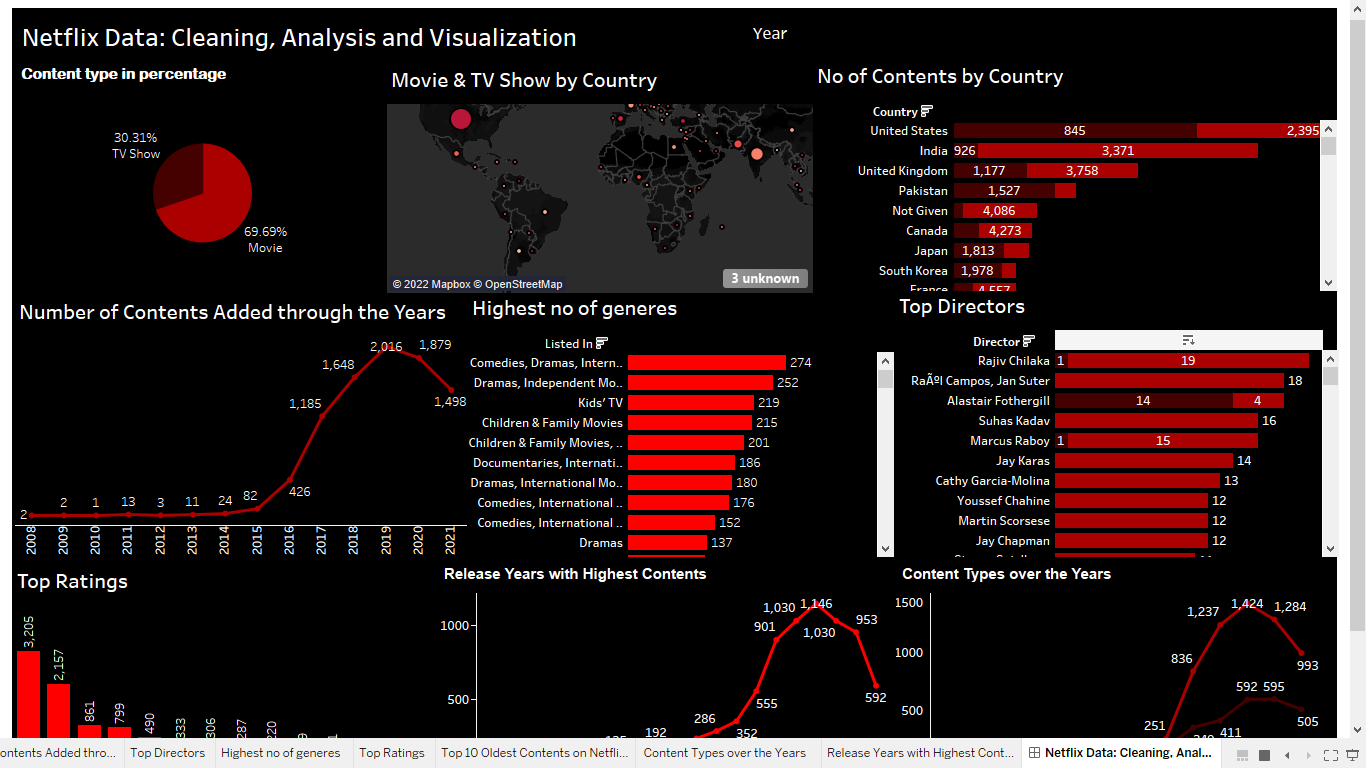 Netflix Data: Cleaning, Analysis and Visualization
Year
Content type in percentage
30.31%
TV Show
69.69%
Movie
Movie & TV Show by Country
© 2022 Mapbox © OpenStreetMap
3 unknown
No of Contents by Country
Country
United States 845 2,395
India 926 3,371
United Kingdom 1,177 3,758
Pakistan 1,527
Not Given 4,086
Canada 4,273
Japan 1,813
South Korea 1,978
France 4,557
Number of Contents Added through the Years
2 2 1 13 3 11 24 82 426 1,185 1,648 2,016 1,879 1,498
2008 2009 2010 2011 2012 2013 2014 2015 2016 2017 2018 2019 2020 2021
Highest no of generes
Listed In
Comedies, Dramas, Intern.. 274
Dramas, Independent Mo.. 252
Kids’ TV 219
Children & Family Movies 215
Children & Family Movies, .. 201
Documentaries, Internati.. 186
Dramas, International Mo.. 180
Comedies, International .. 176
Comedies, International .. 152
Dramas 137
Top Directors
Director
Rajiv Chilaka 1 19
RaÃºl Campos, Jan Suter 18
Alastair Fothergill 14 4
Suhas Kadav 16
Marcus Raboy 1 15
Jay Karas 14
Cathy Garcia-Molina 13
Youssef Chahine 12
Martin Scorsese 12
Jay Chapman 12
Top Ratings
3,205 2,157 861 799 490 333 306 287 220
Release Years with Highest Contents
1000
500
192 286 352 555 901 1,030 1,146 1,030 953 592
Content Types over the Years
1500
1000
500
251 836 1,237 1,424 1,284 993
411 592 595 505
ontents Added thro... Top Directors Highest no of generes Top Ratings Top 10 Oldest Contents on Netfli... Content Types over the Years Release Years with Highest Cont... Netflix Data: Cleaning, Anal...